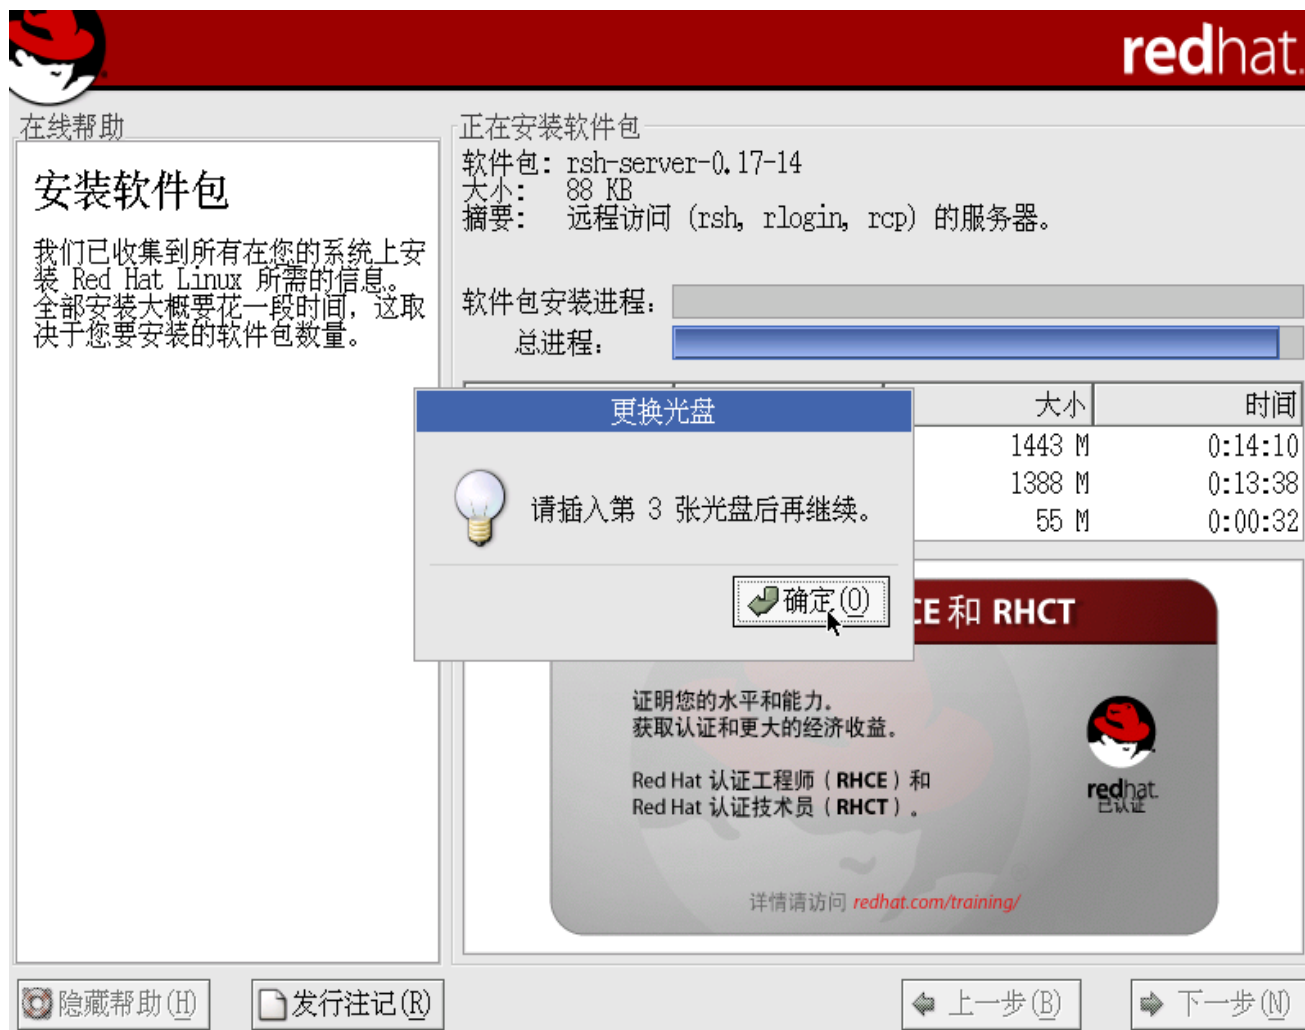 redhat.
在线帮助
安装软件包
我们已收集到所有在您的系统上安
装 Red Hat Linux 所需的信息。
全部安装大概要花一段时间，这取
决于您要安装的软件包数量。
正在安装软件包
软件包: rsh-server-0.17-14
大小: 88 KB
摘要: 远程访问 (rsh, rlogin, rcp) 的服务器。
软件包安装进程:
总进程:
大小 时间
1443 M 0:14:10
1388 M 0:13:38
55 M 0:00:32
更换光盘
请插入第 3 张光盘后再继续。
确定(O)
CE 和 RHCT
证明您的水平和能力.
获取认证和更大的经济收益。
Red Hat 认证工程师 ( RHCE ) 和
Red Hat 认证技术员 ( RHCT ) 。
redhat.
已认证
详情请访问 redhat.com/training/
隐藏帮助(H)
发行注记(R)
上一步(B)
下一步(N)